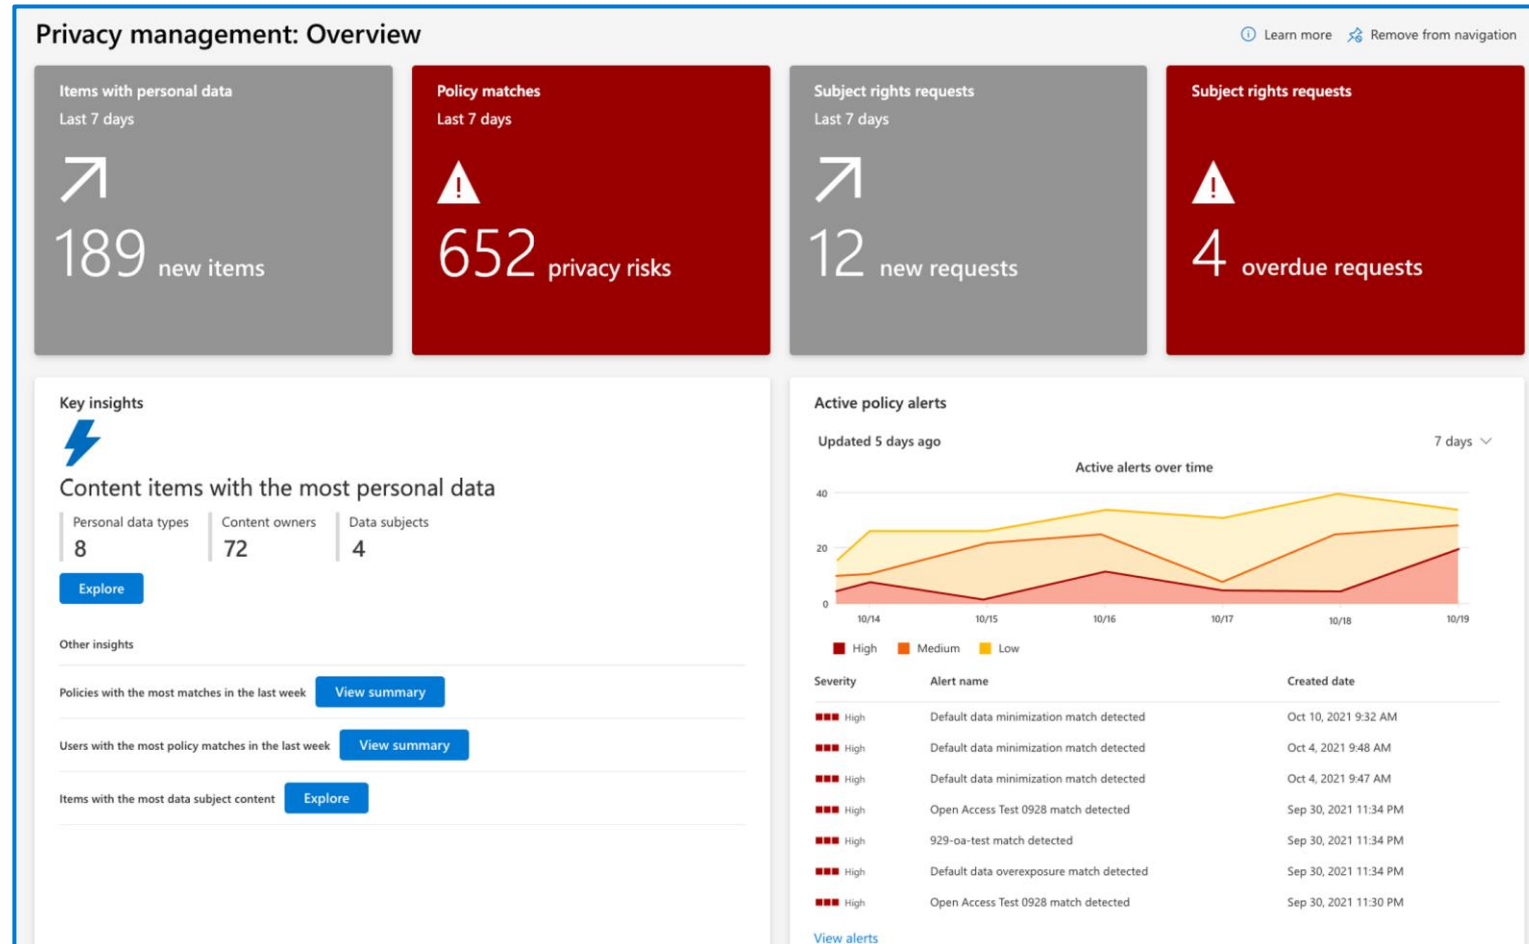 Privacy management: Overview
Learn more
Remove from navigation
Items with personal data
Last 7 days
189 new items
Policy matches
Last 7 days
!
652 privacy risks
Subject rights requests
Last 7 days
12 new requests
Subject rights requests
!
4 overdue requests
Key insights
Content items with the most personal data
Personal data types
8
Content owners
72
Data subjects
4
Explore
Other insights
Policies with the most matches in the last week View summary
Users with the most policy matches in the last week View summary
Items with the most data subject content Explore
Active policy alerts
Updated 5 days ago
7 days
Active alerts over time
40
20
0
10/14 10/15 10/16 10/17 10/18 10/19
High Medium Low
Severity Alert name Created date
High Default data minimization match detected Oct 10, 2021 9:32 AM
High Default data minimization match detected Oct 4, 2021 9:48 AM
High Default data minimization match detected Oct 4, 2021 9:47 AM
High Open Access Test 0928 match detected Sep 30, 2021 11:34 PM
High 929-oa-test match detected Sep 30, 2021 11:34 PM
High Default data overexposure match detected Sep 30, 2021 11:34 PM
High Open Access Test 0928 match detected Sep 30, 2021 11:30 PM
View alerts